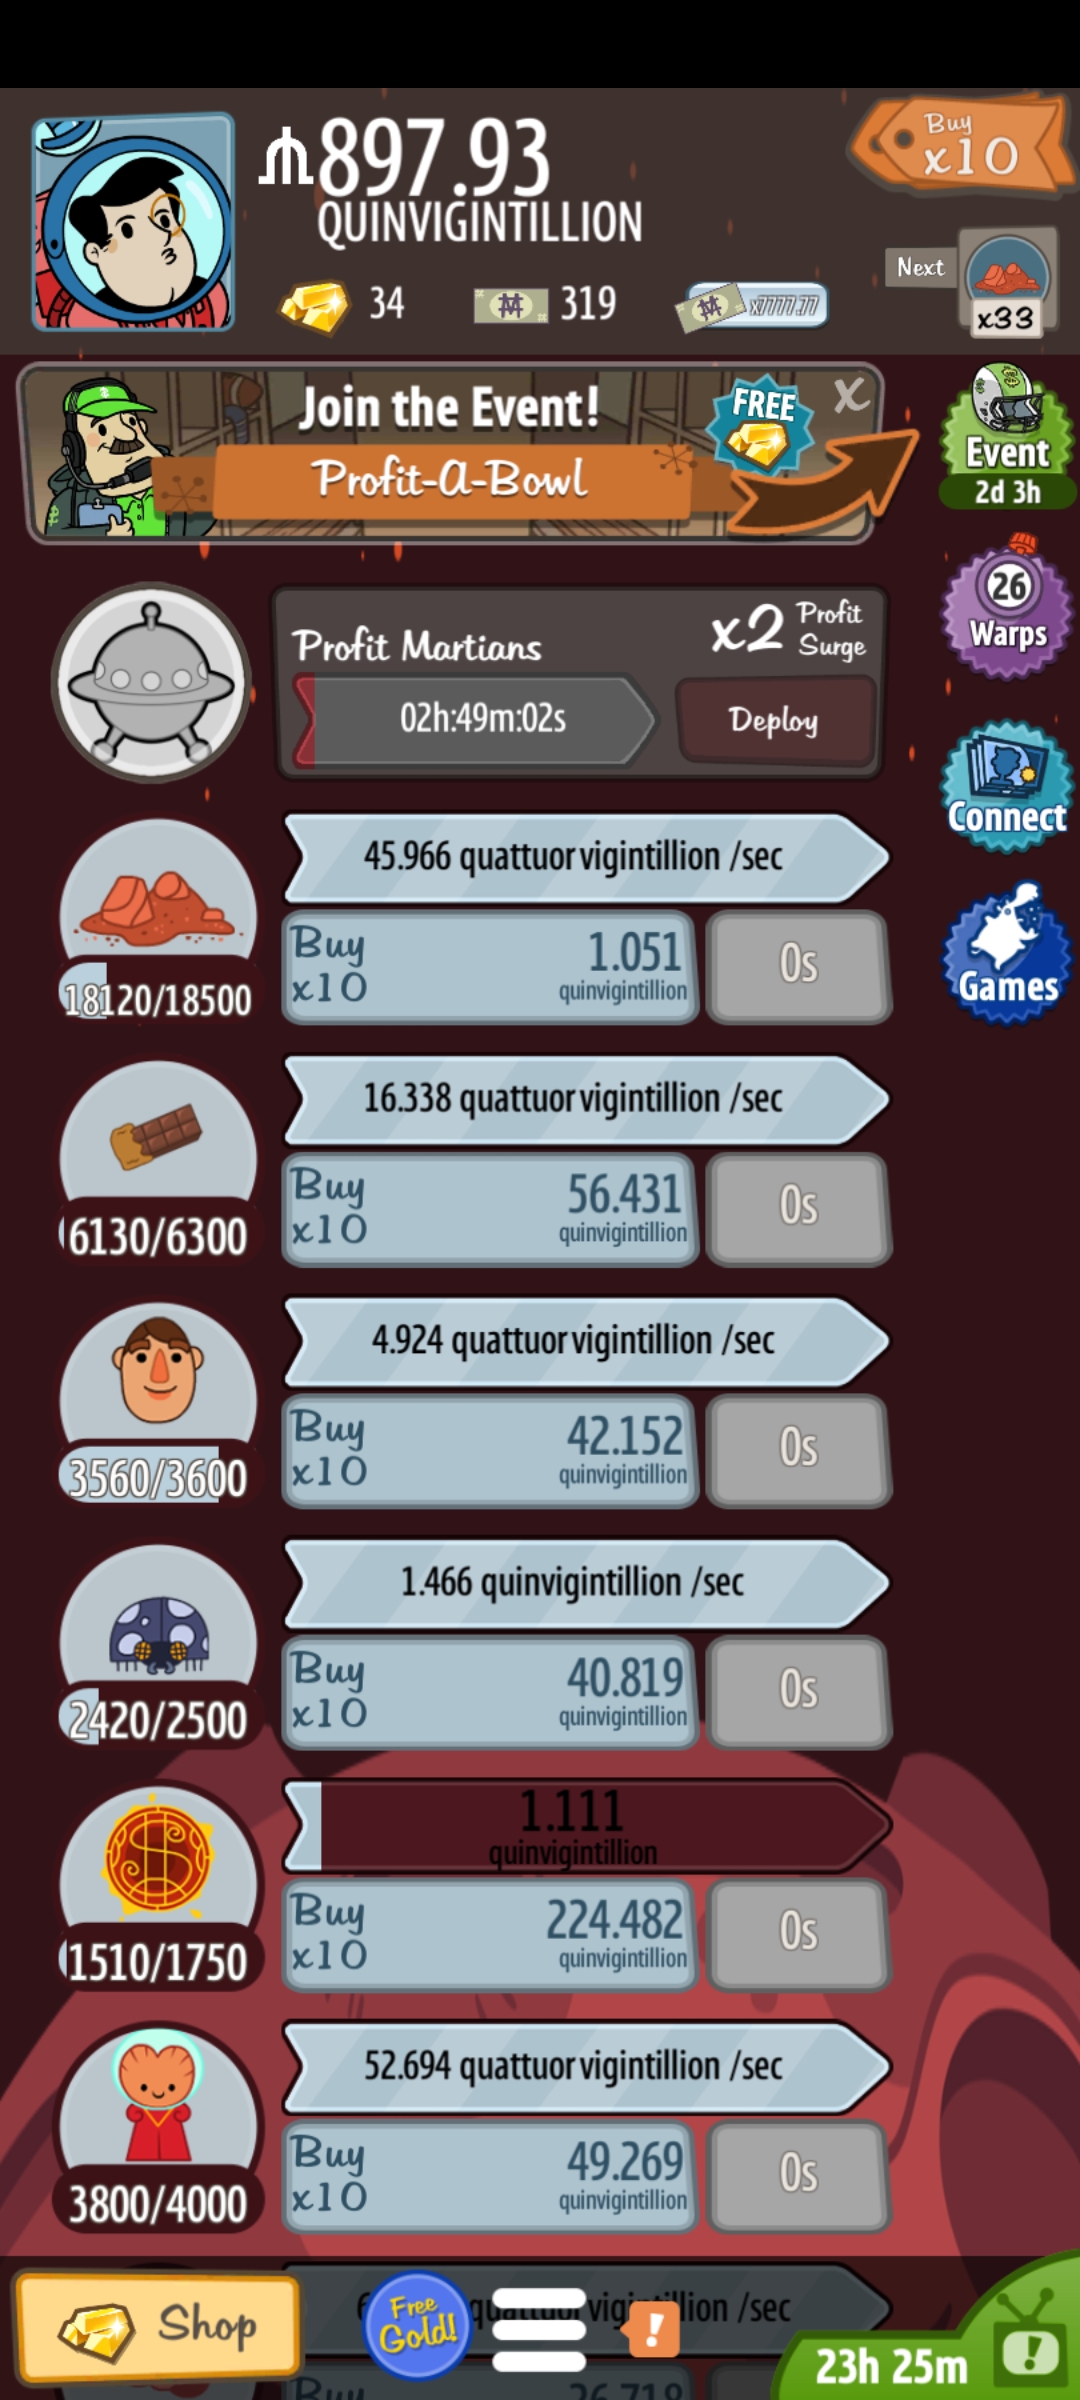 ₼897.93
QUINVIGINTILLION
Buy
x10
34
319
x7777.77
Next
x33
Join the Event!
Profit-A-Bowl
FREE
X
Event
2d 3h
Profit Martians
x2 Profit
Surge
02h:49m:02s
Deploy
26
Warps
Connect
Games
45.966 quattuorvigintillion /sec
18120/18500
Buy
x10
1.051
quinvigintillion
0s
16.338 quattuorvigintillion /sec
6130/6300
Buy
x10
56.431
quinvigintillion
0s
4.924 quattuorvigintillion /sec
3560/3600
Buy
x10
42.152
quinvigintillion
0s
1.466 quinvigintillion /sec
2420/2500
Buy
x10
40.819
quinvigintillion
0s
1.111
quinvigintillion
1510/1750
Buy
x10
224.482
quinvigintillion
0s
52.694 quattuorvigintillion /sec
3800/4000
Buy
x10
49.269
quinvigintillion
0s
Shop
Free
Gold!
!
/sec
23h 25m
!
Buy
26.718